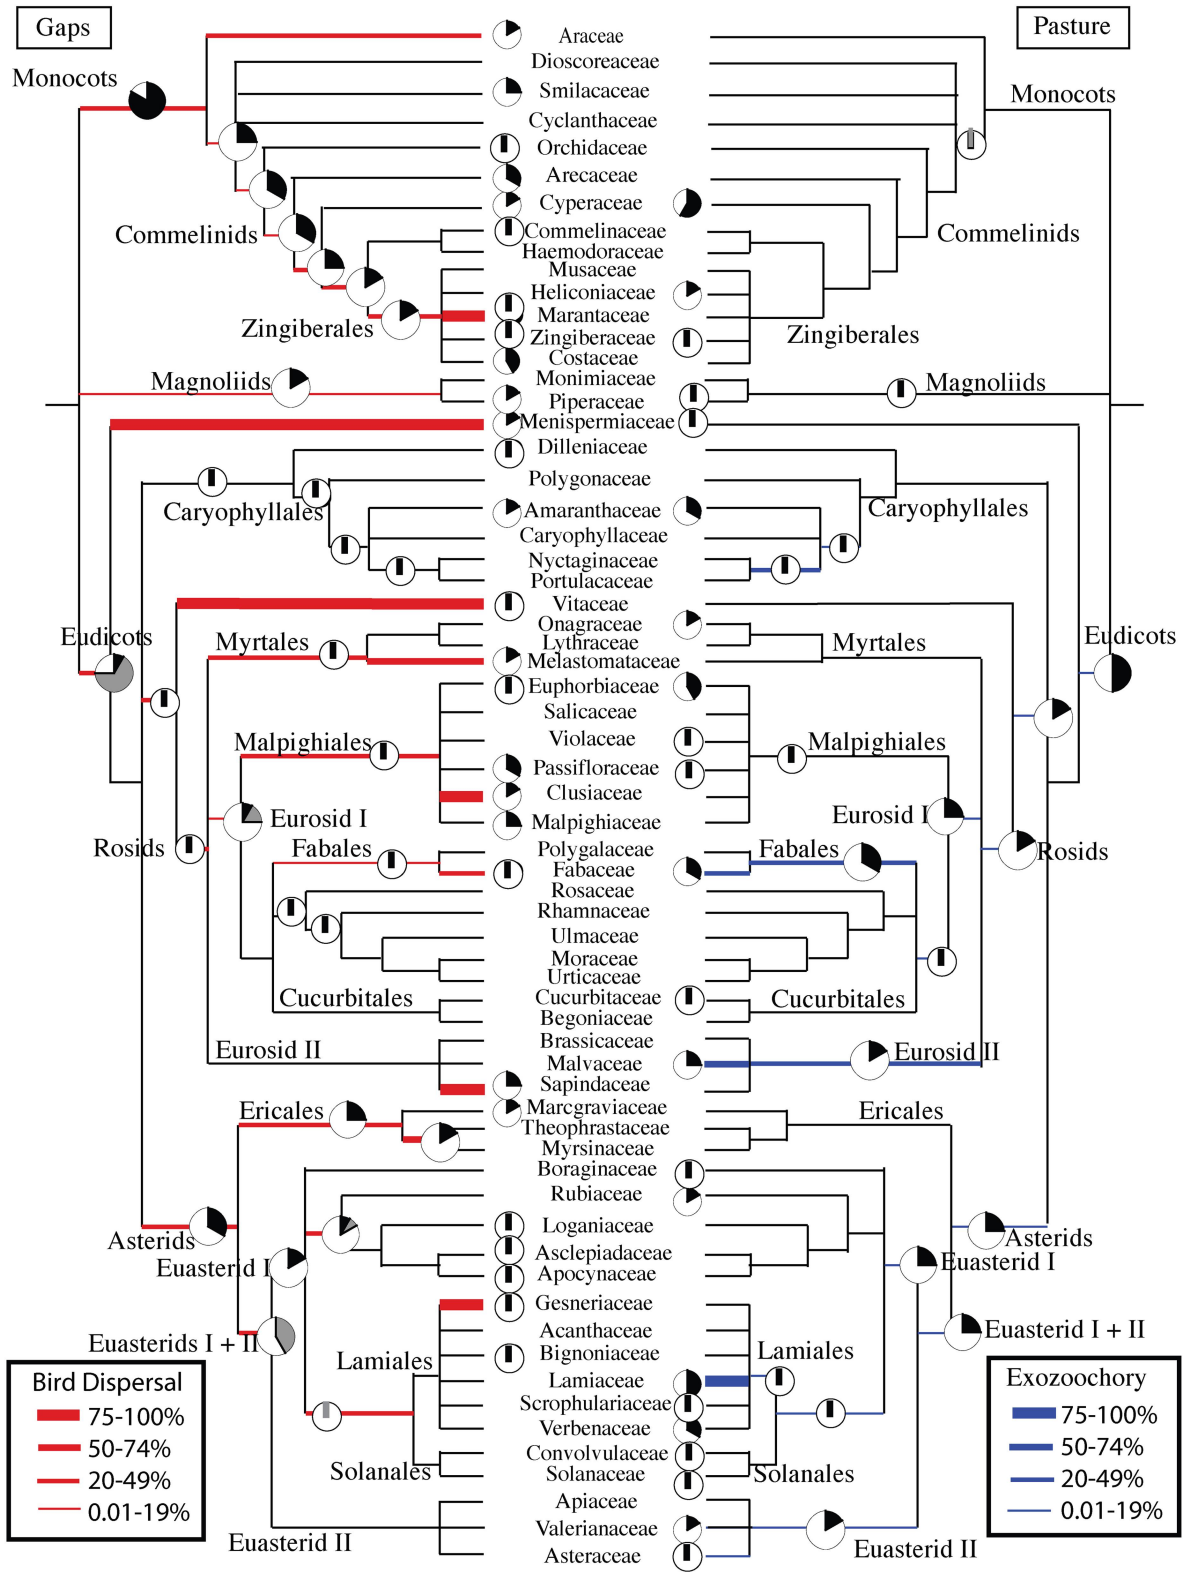 Gaps
Pasture
Monocots
Monocots
Commelinids
Commelinids
Zingiberales
Zingiberales
Magnoliids
Magnoliids
Caryophyllales
Caryophyllales
Eudicots
Eudicots
Myrtales
Myrtales
Malpighiales
Malpighiales
Eurosid I
Eurosid I
Rosids
Rosids
Fabales
Fabales
Cucurbitales
Cucurbitales
Eurosid II
Eurosid II
Ericales
Ericales
Asterids
Asterids
Euasterid I
Euasterid I
Euasterids I + II
Euasterid I + II
Lamiales
Lamiales
Solanales
Solanales
Euasterid II
Euasterid II
Araceae
Dioscoreaceae
Smilacaceae
Cyclanthaceae
Orchidaceae
Arecaceae
Cyperaceae
Commelinaceae
Haemodoraceae
Musaceae
Heliconiaceae
Marantaceae
Zingiberaceae
Costaceae
Monimiaceae
Piperaceae
Menispermiaceae
Dilleniaceae
Polygonaceae
Amaranthaceae
Caryophyllaceae
Nyctaginaceae
Portulacaceae
Vitaceae
Onagraceae
Lythraceae
Melastomataceae
Euphorbiaceae
Salicaceae
Violaceae
Passifloraceae
Clusiaceae
Malpighiaceae
Polygalaceae
Fabaceae
Rosaceae
Rhamnaceae
Ulmaceae
Moraceae
Urticaceae
Cucurbitaceae
Begoniaceae
Brassicaceae
Malvaceae
Sapindaceae
Marcgraviaceae
Theophrastaceae
Myrsinaceae
Boraginaceae
Rubiaceae
Loganiaceae
Asclepiadaceae
Apocynaceae
Gesneriaceae
Acanthaceae
Bignoniaceae
Lamiaceae
Scrophulariaceae
Verbenaceae
Convolvulaceae
Solanaceae
Apiaceae
Valerianaceae
Asteraceae
Bird Dispersal
75-100%
50-74%
20-49%
0.01-19%
Exozoochory
75-100%
50-74%
20-49%
0.01-19%